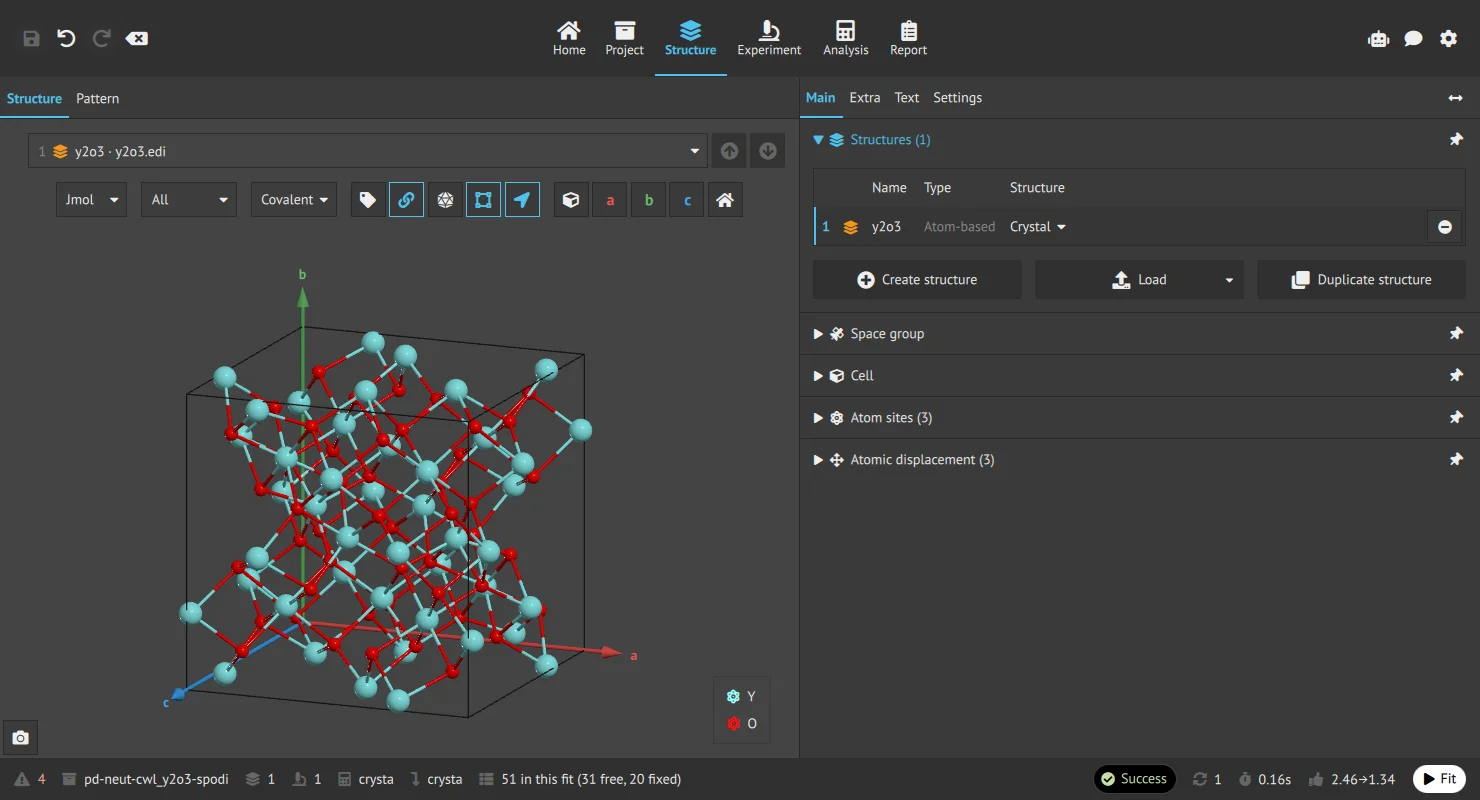 Home Project Structure Experiment Analysis Report
Structure Pattern
Main Extra Text Settings
1 y2o3 · y2o3.edi
Jmol All Covalent a b c
b
a
c
Y
O
Structures (1)
Name Type Structure
1 y2o3 Atom-based Crystal
Create structure Load Duplicate structure
Space group
Cell
Atom sites (3)
Atomic displacement (3)
4 pd-neut-cwl_y2o3-spodi 1 1 crysta crysta 51 in this fit (31 free, 20 fixed) Success 1 0.16s 2.46→1.34 Fit